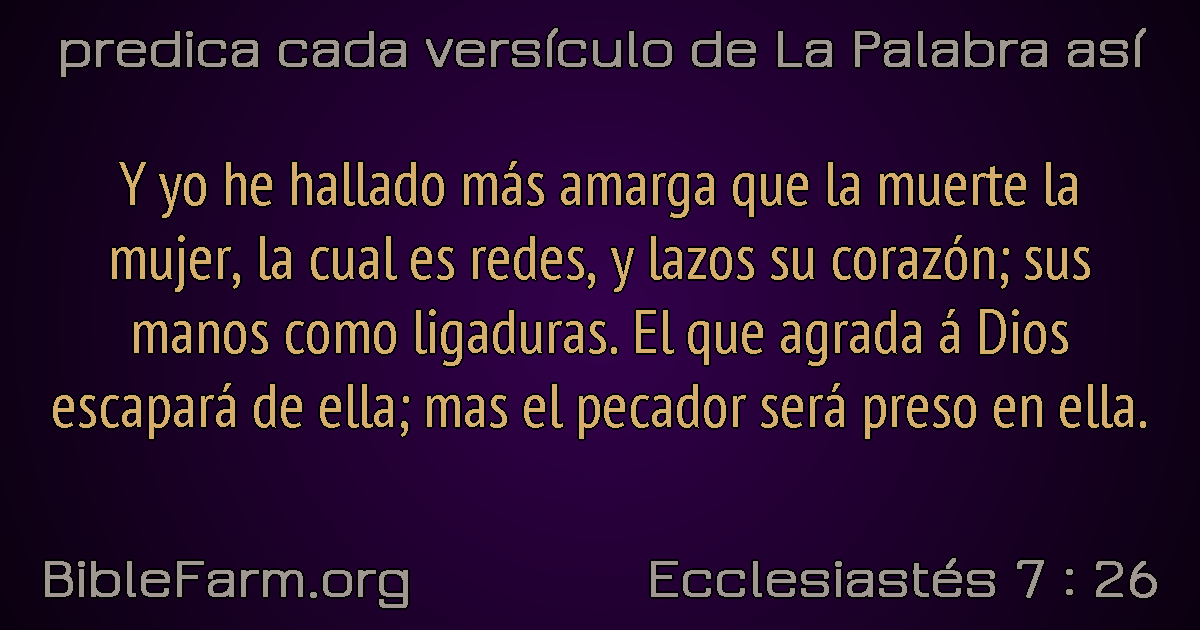 predica cada versículo de La Palabra así
Y yo he hallado más amarga que la muerte la
mujer, la cual es redes, y lazos su corazón; sus
manos como ligaduras. El que agrada á Dios
escapará de ella; mas el pecador será preso en ella.
BibleFarm.org
Ecclesiastés 7 : 26